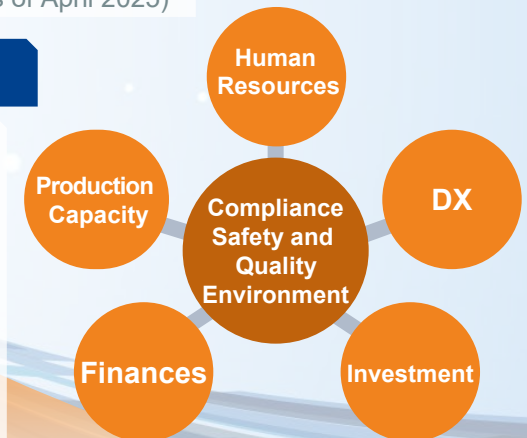 of April 2025)
Human
Resources
Production
Capacity
DX
Compliance
Safety and
Quality
Environment
Finances
Investment